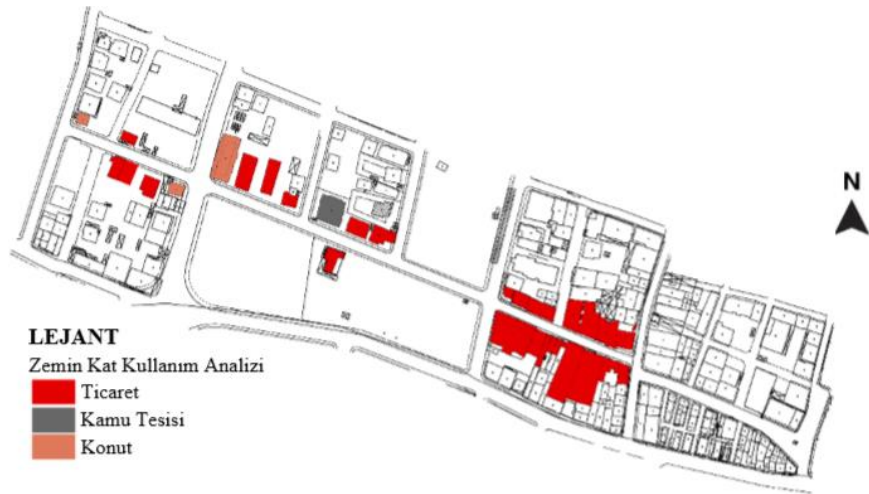 N
LEJANT
Zemin Kat Kullanım Analizi
Ticaret
Kamu Tesisi
Konut